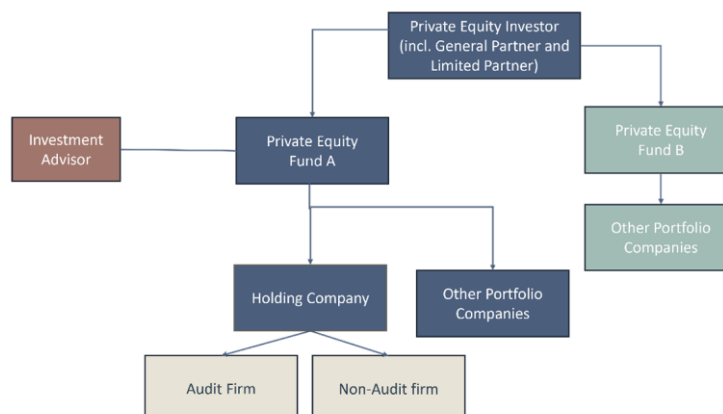 Private Equity Investor
(incl. General Partner and
Limited Partner)
Investment
Advisor
Private Equity
Fund A
Private Equity
Fund B
Other Portfolio
Companies
Holding Company
Other Portfolio
Companies
Audit Firm
Non-Audit firm